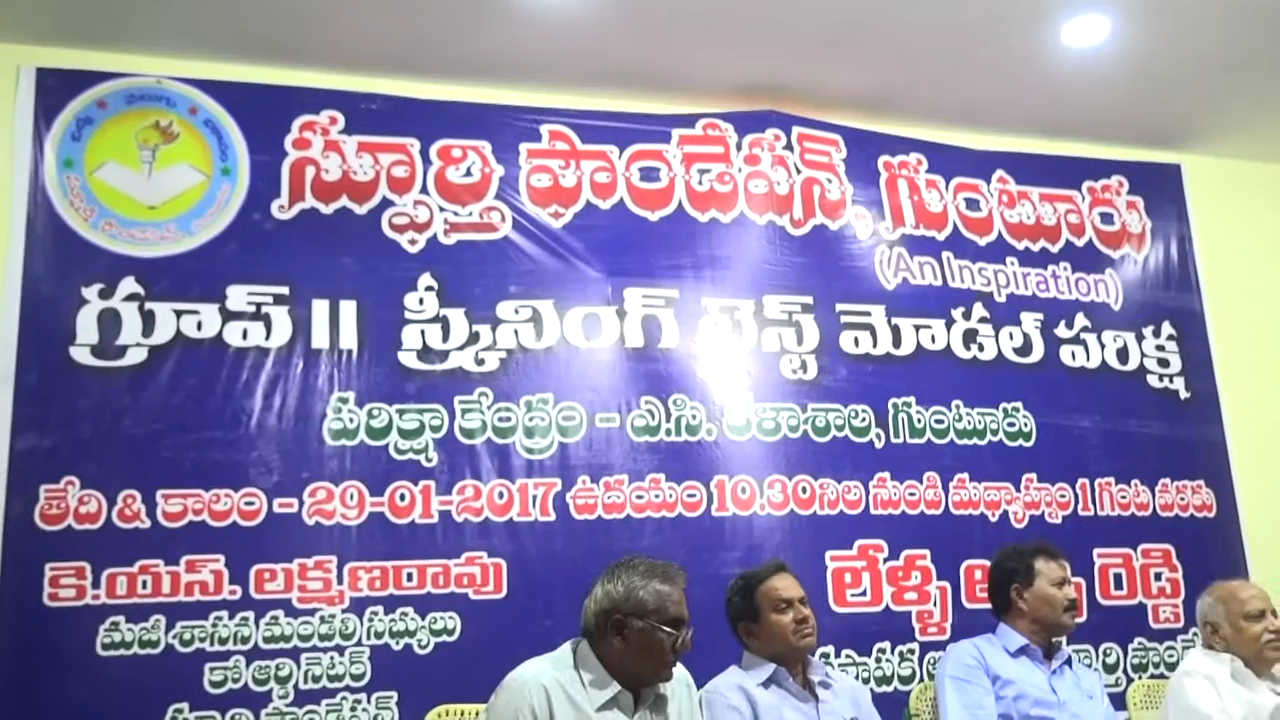 స్ఫూర్తి ఫౌండేషన్, గుంటూరు
(An Inspiration)
గ్రూప్ II స్క్రీనింగ్ టెస్ట్ మోడల్ పరిక్ష
పరిక్షా కేంద్రం - ఎ.సి. కళాశాల, గుంటూరు
తేది & కాలం - 29-01-2017 ఉదయం 10.30నిల నుండి మధ్యాహ్నం 1 గంట వరకు
కె.యస్. లక్ష్మణరావు
లేళ్ళ రెడ్డి
మజీ శాసన మండలి సభ్యులు
కో ఆర్డినెటర్
స్ఫూర్తి ఫౌండేషన్